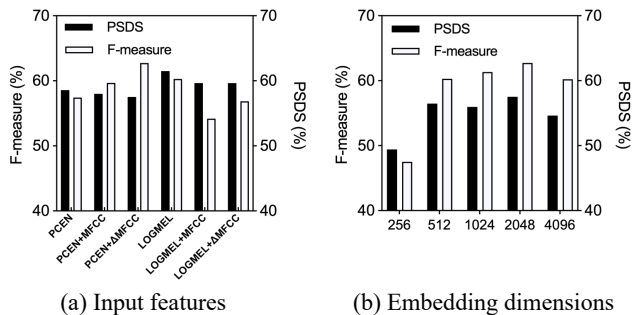 70
60
50
40
F-measure (%)
PSDS
F-measure
70
60
50
40
PSDS (%)
PCEN
PCEN+MFCC
PCEN+ΔMFCC
LOGMEL
LOGMEL+MFCC
LOGMEL+ΔMFCC
(a) Input features
70
60
50
40
F-measure (%)
PSDS
F-measure
70
60
50
40
PSDS (%)
256 512 1024 2048 4096
(b) Embedding dimensions